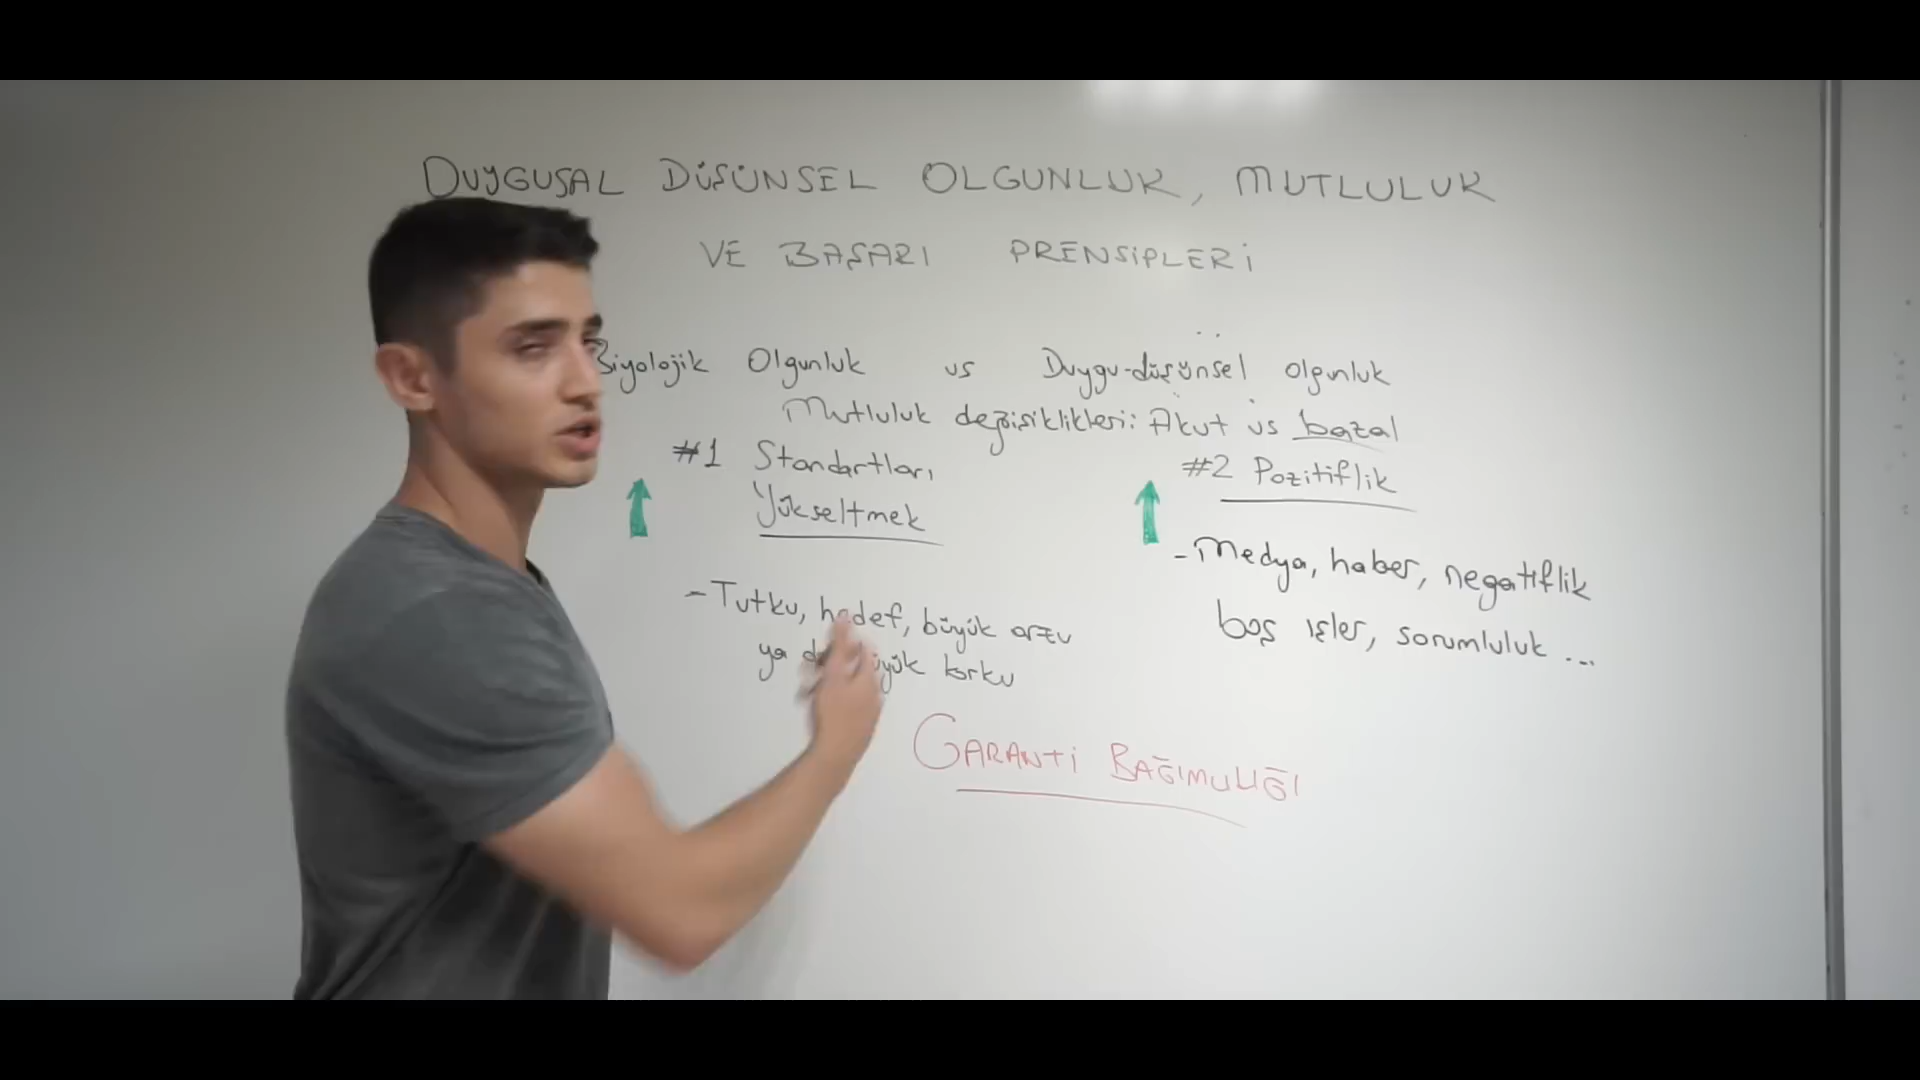 DUYGUSAL DÜŞÜNSEL OLGUNLUK, MUTLULUK
VE BAŞARI PRENSİPLERİ
Biyolojik Olgunluk vs Duygu-düşünsel olgunluk
Mutluluk değişiklikleri: Akut vs bazal
#1 Standartları
Yükseltmek
- Tutku, hedef, büyük arzu
ya da büyük korku
#2 Pozitiflik
- Medya, haber, negatiflik
boş işler, sorumluluk ...
GARANTİ BAĞIMLILIĞI